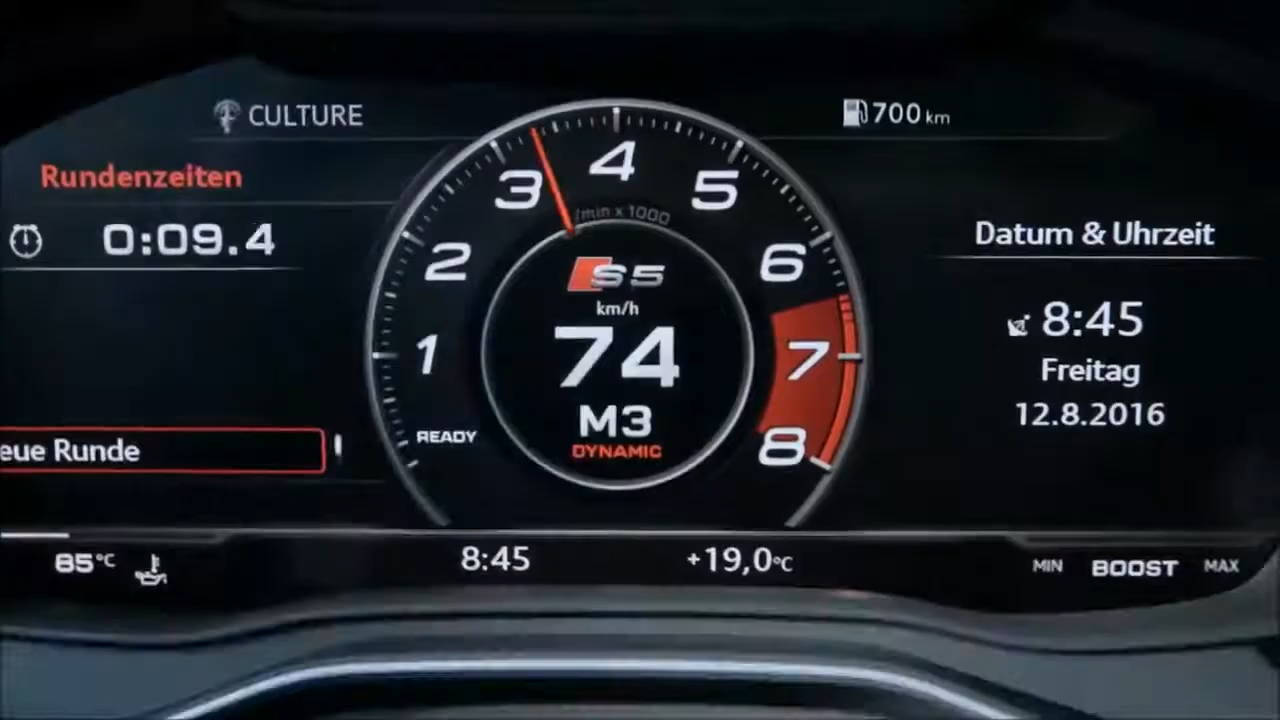 CULTURE
700 km
Rundenzeiten
0:09.4
eue Runde
1
2
3
4
5
6
7
8
/min x 1000
READY
S5
km/h
74
M3
DYNAMIC
Datum & Uhrzeit
8:45
Freitag
12.8.2016
85°C
8:45
+19,0°C
MIN BOOST MAX